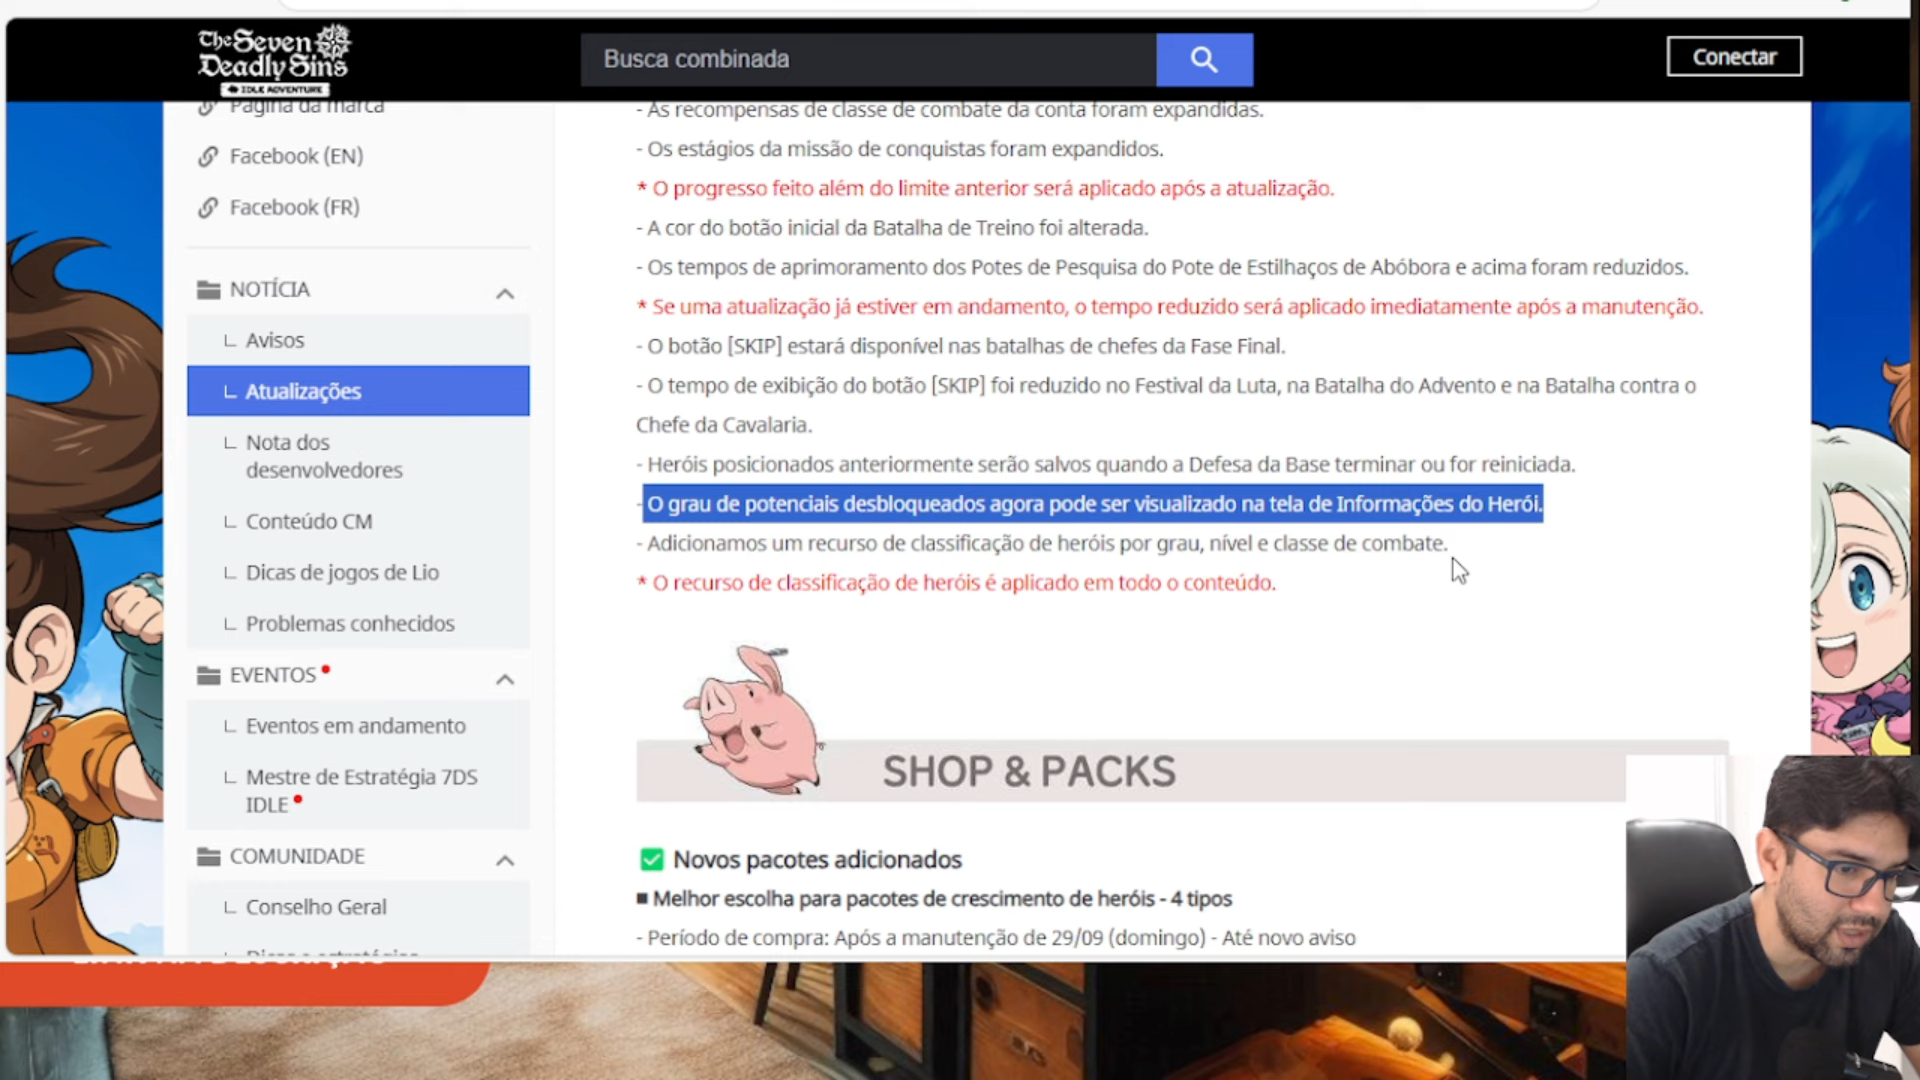 The Seven
Deadly Sins
IDLE ADVENTURE
Busca combinada
Conectar
Página da marca
Facebook (EN)
Facebook (FR)
NOTÍCIA
Avisos
Atualizações
Nota dos
desenvolvedores
Conteúdo CM
Dicas de jogos de Lio
Problemas conhecidos
EVENTOS
Eventos em andamento
Mestre de Estratégia 7DS
IDLE
COMUNIDADE
Conselho Geral
- As recompensas de classe de combate da conta foram expandidas.
- Os estágios da missão de conquistas foram expandidos.
* O progresso feito além do limite anterior será aplicado após a atualização.
- A cor do botão inicial da Batalha de Treino foi alterada.
- Os tempos de aprimoramento dos Potes de Pesquisa do Pote de Estilhaços de Abóbora e acima foram reduzidos.
* Se uma atualização já estiver em andamento, o tempo reduzido será aplicado imediatamente após a manutenção.
- O botão [SKIP] estará disponível nas batalhas de chefes da Fase Final.
- O tempo de exibição do botão [SKIP] foi reduzido no Festival da Luta, na Batalha do Advento e na Batalha contra o
Chefe da Cavalaria.
- Heróis posicionados anteriormente serão salvos quando a Defesa da Base terminar ou for reiniciada.
- O grau de potenciais desbloqueados agora pode ser visualizado na tela de Informações do Herói.
- Adicionamos um recurso de classificação de heróis por grau, nível e classe de combate.
* O recurso de classificação de heróis é aplicado em todo o conteúdo.
SHOP & PACKS
Novos pacotes adicionados
■ Melhor escolha para pacotes de crescimento de heróis - 4 tipos
- Período de compra: Após a manutenção de 29/09 (domingo) - Até novo aviso